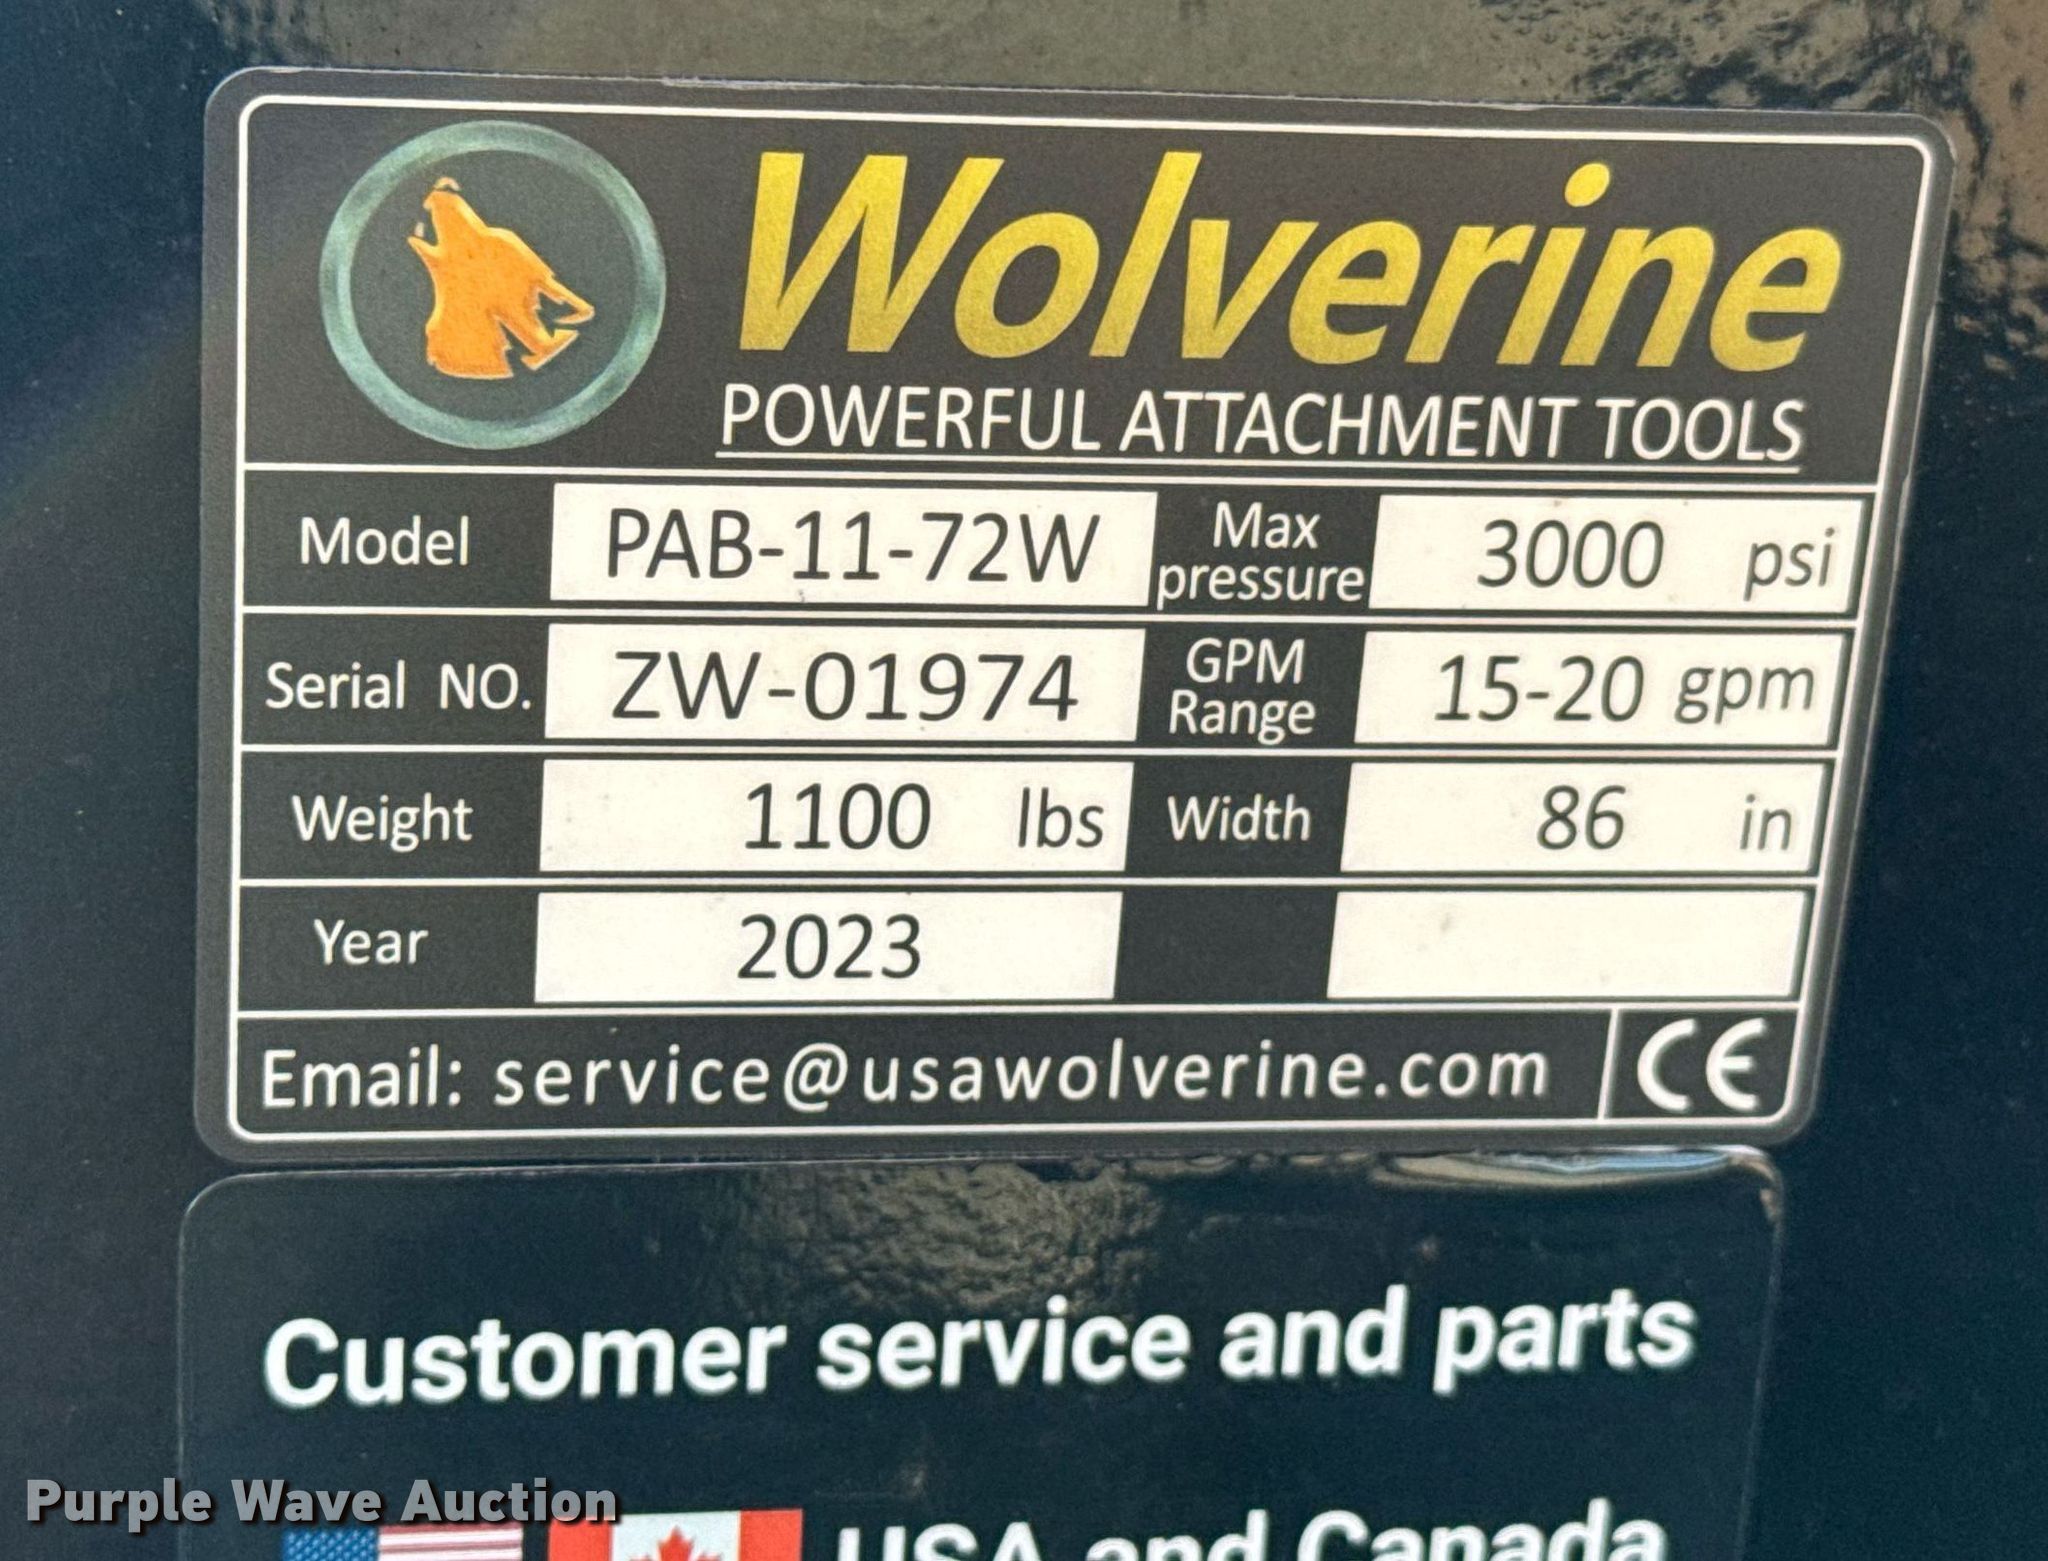 Wolverine
POWERFUL ATTACHMENT TOOLS
Model PAB-11-72W Max pressure 3000 psi
Serial NO. ZW-01974 GPM Range 15-20 gpm
Weight 1100 lbs Width 86 in
Year 2023
Email: service@usawolverine.com CE
Customer service and parts
USA and Canada
Purple Wave Auction